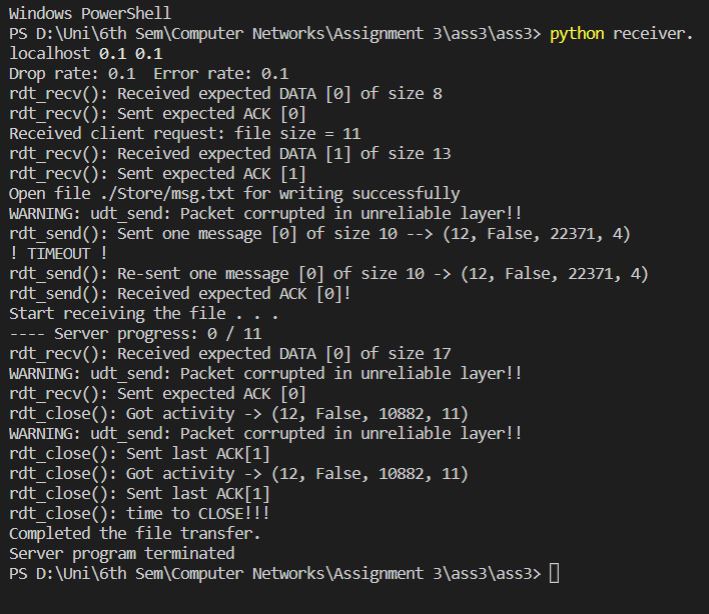 Windows PowerShell
PS D:\Uni\6th Sem\Computer Networks\Assignment 3\ass3\ass3> python receiver.
localhost 0.1 0.1
Drop rate: 0.1  Error rate: 0.1
rdt_recv(): Received expected DATA [0] of size 8
rdt_recv(): Sent expected ACK [0]
Received client request: file size = 11
rdt_recv(): Received expected DATA [1] of size 13
rdt_recv(): Sent expected ACK [1]
Open file ./Store/msg.txt for writing successfully
WARNING: udt_send: Packet corrupted in unreliable layer!!
rdt_send(): Sent one message [0] of size 10 --> (12, False, 22371, 4)
! TIMEOUT !
rdt_send(): Re-sent one message [0] of size 10 -> (12, False, 22371, 4)
rdt_send(): Received expected ACK [0]!
Start receiving the file . . .
---- Server progress: 0 / 11
rdt_recv(): Received expected DATA [0] of size 17
WARNING: udt_send: Packet corrupted in unreliable layer!!
rdt_recv(): Sent expected ACK [0]
rdt_close(): Got activity -> (12, False, 10882, 11)
WARNING: udt_send: Packet corrupted in unreliable layer!!
rdt_close(): Sent last ACK[1]
rdt_close(): Got activity -> (12, False, 10882, 11)
rdt_close(): Sent last ACK[1]
rdt_close(): time to CLOSE!!!
Completed the file transfer.
Server program terminated
PS D:\Uni\6th Sem\Computer Networks\Assignment 3\ass3\ass3>